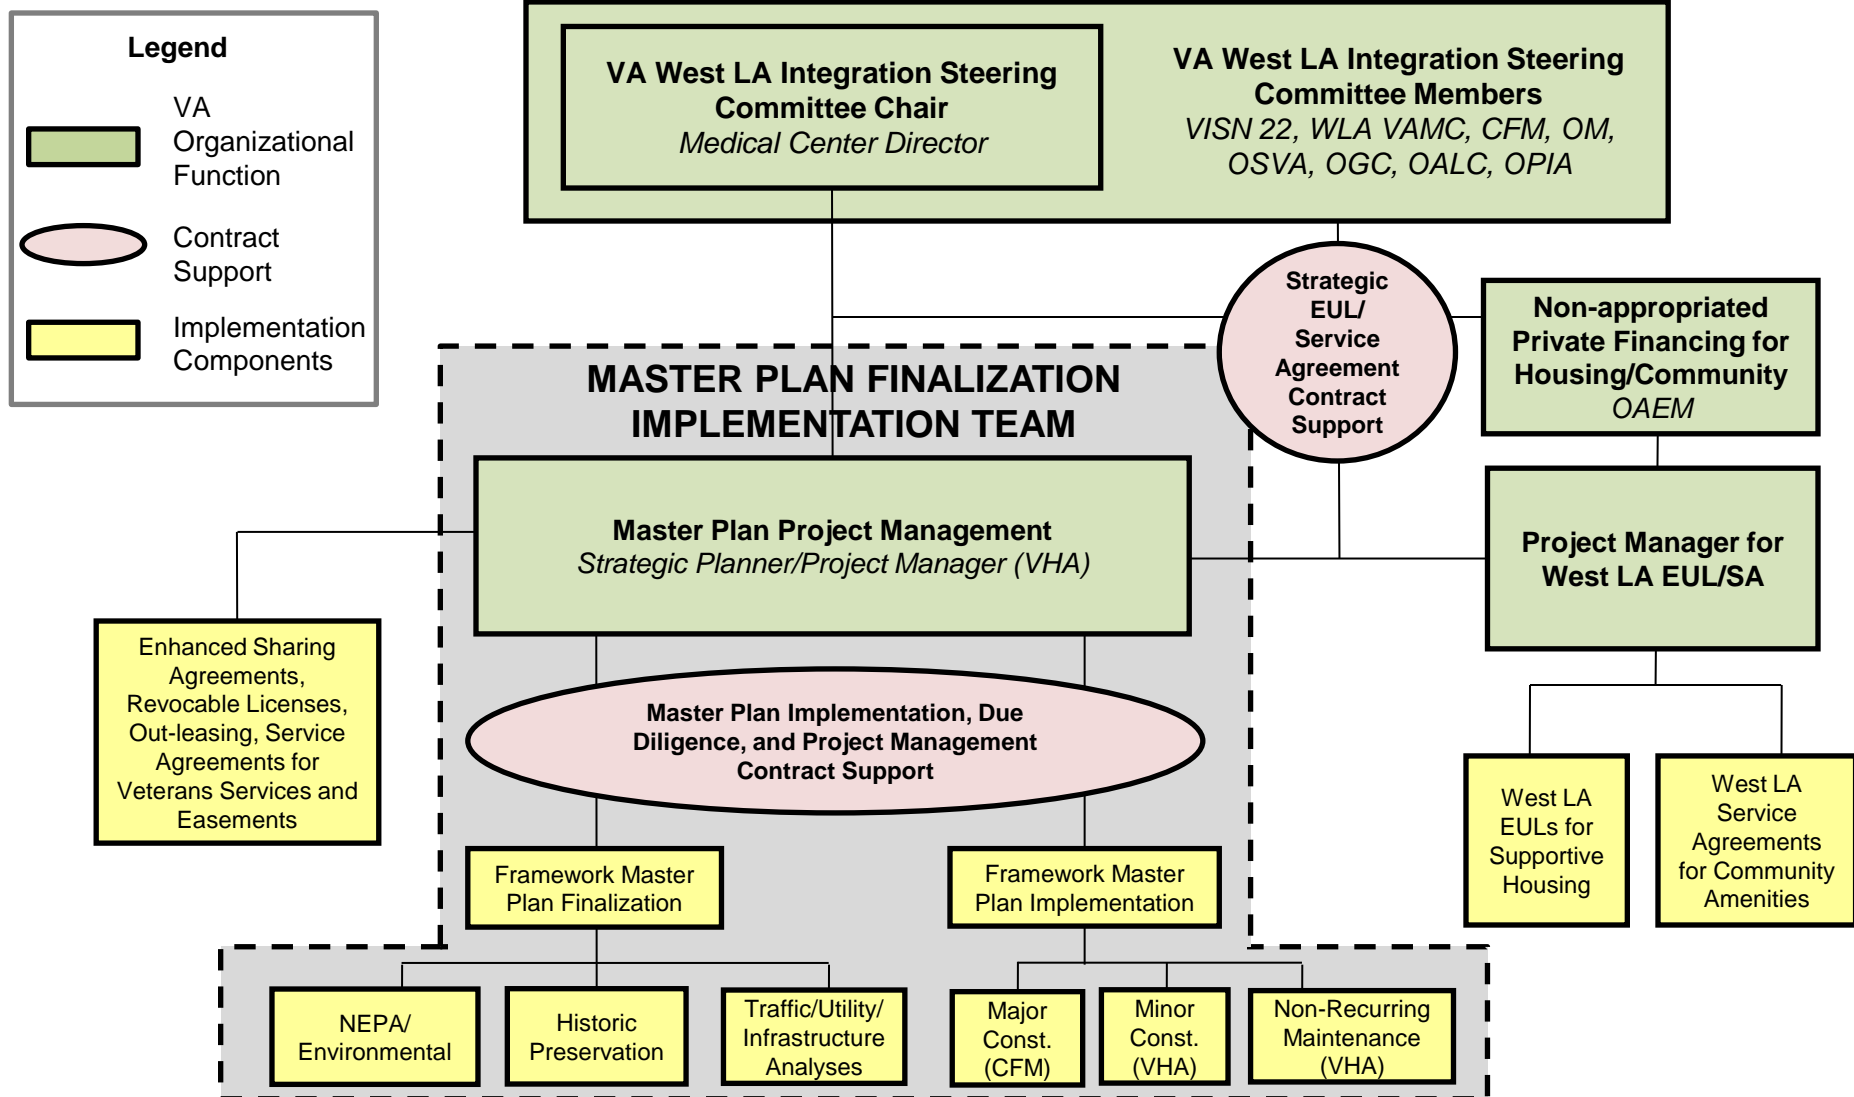 Legend
VA
Organizational
Function
Contract
Support
Implementation
Components
VA West LA Integration Steering
Committee Chair
Medical Center Director
VA West LA Integration Steering
Committee Members
VISN 22, WLA VAMC, CFM, OM,
OSVA, OGC, OALC, OPIA
Strategic
EUL/
Service
Agreement
Contract
Support
Non-appropriated
Private Financing for
Housing/Community
OAEM
MASTER PLAN FINALIZATION
IMPLEMENTATION TEAM
Master Plan Project Management
Strategic Planner/Project Manager (VHA)
Project Manager for
West LA EUL/SA
Enhanced Sharing
Agreements,
Revocable Licenses,
Out-leasing, Service
Agreements for
Veterans Services and
Easements
Master Plan Implementation, Due
Diligence, and Project Management
Contract Support
West LA
EULs for
Supportive
Housing
West LA
Service
Agreements
for Community
Amenities
Framework Master
Plan Finalization
Framework Master
Plan Implementation
NEPA/
Environmental
Historic
Preservation
Traffic/Utility/
Infrastructure
Analyses
Major
Const.
(CFM)
Minor
Const.
(VHA)
Non-Recurring
Maintenance
(VHA)